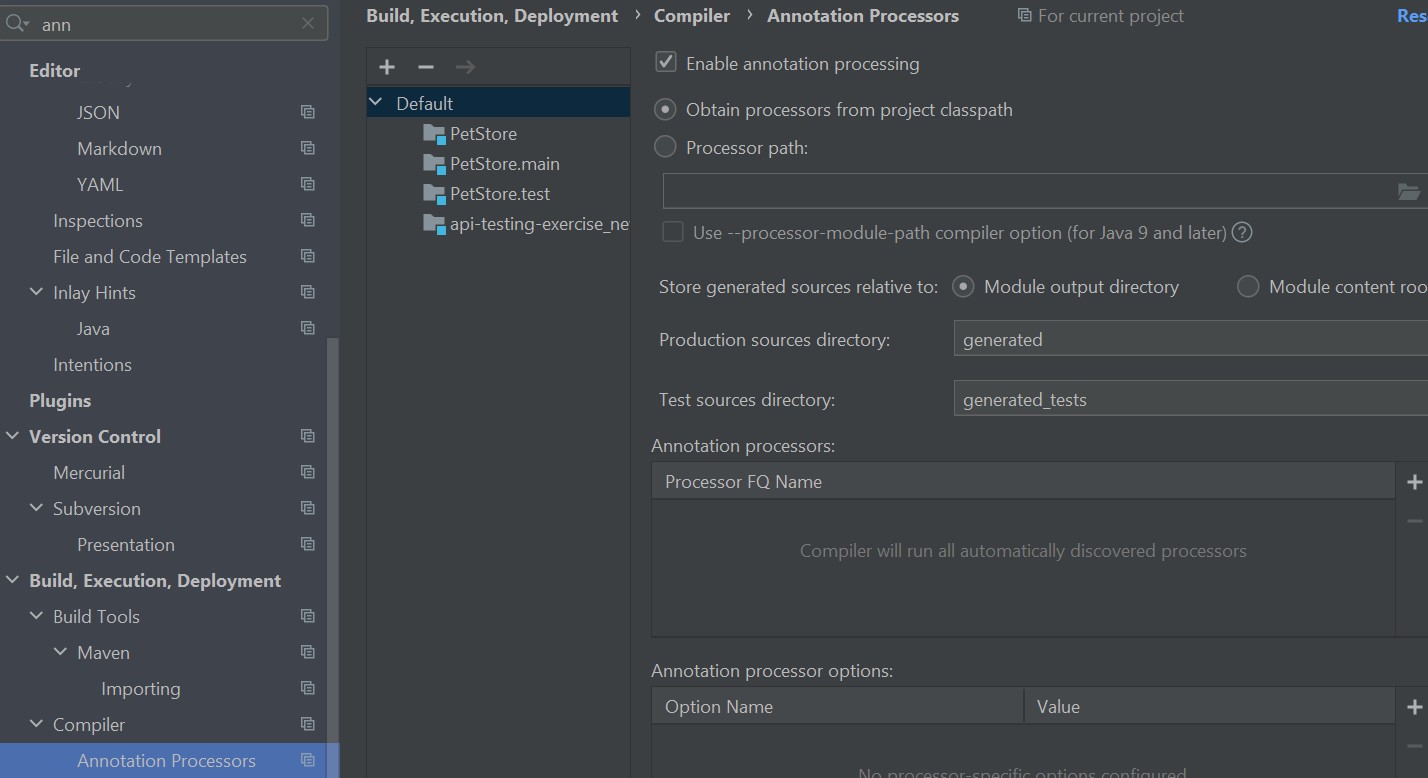 ann
Editor
JSON
Markdown
YAML
Inspections
File and Code Templates
Inlay Hints
Java
Intentions
Plugins
Version Control
Mercurial
Subversion
Presentation
Build, Execution, Deployment
Build Tools
Maven
Importing
Compiler
Annotation Processors
Build, Execution, Deployment › Compiler › Annotation Processors
For current project
Res
Default
PetStore
PetStore.main
PetStore.test
api-testing-exercise_ne
Enable annotation processing
Obtain processors from project classpath
Processor path:
Use --processor-module-path compiler option (for Java 9 and later) ?
Store generated sources relative to: Module output directory Module content roo
Production sources directory: generated
Test sources directory: generated_tests
Annotation processors:
Processor FQ Name
Compiler will run all automatically discovered processors
Annotation processor options:
Option Name Value
No processor-specific options configured